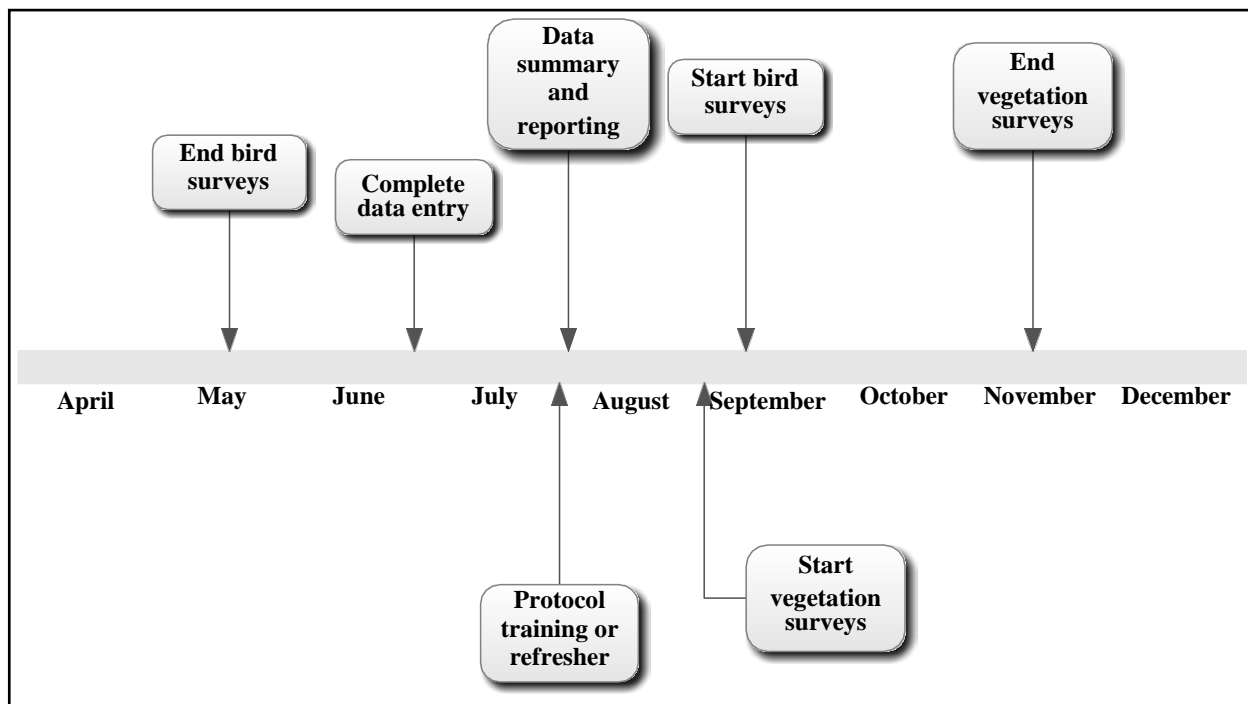 Data
summary
and
reporting
Start bird
surveys
End
vegetation
surveys
End bird
surveys
Complete
data entry
April
May
June
July
August
September
October
November
December
Protocol
training or
refresher
Start
vegetation
surveys